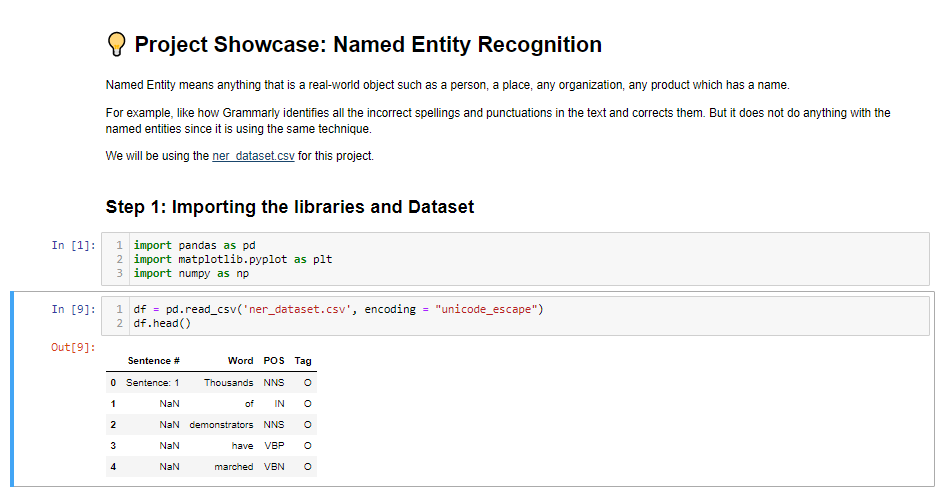 Project Showcase: Named Entity Recognition
Named Entity means anything that is a real-world object such as a person, a place, any organization, any product which has a name.
For example, like how Grammarly identifies all the incorrect spellings and punctuations in the text and corrects them. But it does not do anything with the
named entities since it is using the same technique.
We will be using the ner_dataset.csv for this project.
Step 1: Importing the libraries and Dataset
In [1]:
1 import pandas as pd
2 import matplotlib.pyplot as plt
3 import numpy as np
In [9]:
1 df = pd.read_csv('ner_dataset.csv', encoding = "unicode_escape")
2 df.head()
Out[9]:
Sentence # Word POS Tag
0 Sentence: 1 Thousands NNS O
1 NaN of IN O
2 NaN demonstrators NNS O
3 NaN have VBP O
4 NaN marched VBN O